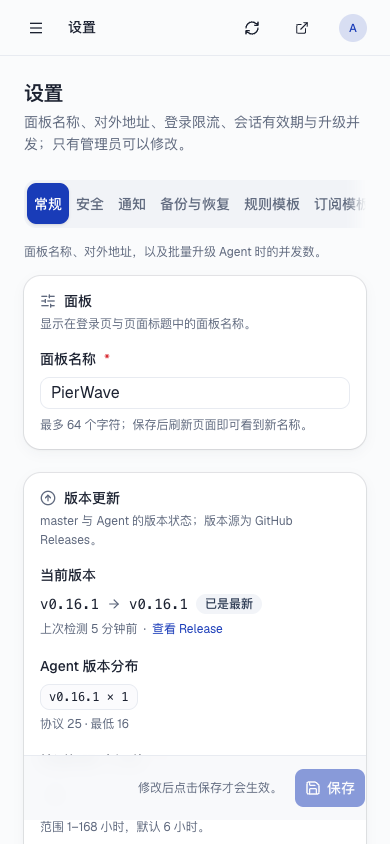 设置
A
设置
面板名称、对外地址、登录限流、会话有效期与升级并
发；只有管理员可以修改。
常规 安全 通知 备份与恢复 规则模板 订阅模板
面板名称、对外地址，以及批量升级 Agent 时的并发数。
面板
显示在登录页与页面标题中的面板名称。
面板名称 *
PierWave
最多 64 个字符；保存后刷新页面即可看到新名称。
版本更新
master 与 Agent 的版本状态；版本源为 GitHub
Releases。
当前版本
v0.16.1 → v0.16.1 已是最新
上次检测 5 分钟前 · 查看 Release
Agent 版本分布
v0.16.1 × 1
协议 25 · 最低 16
修改后点击保存才会生效。 保存
范围 1–168 小时，默认 6 小时。